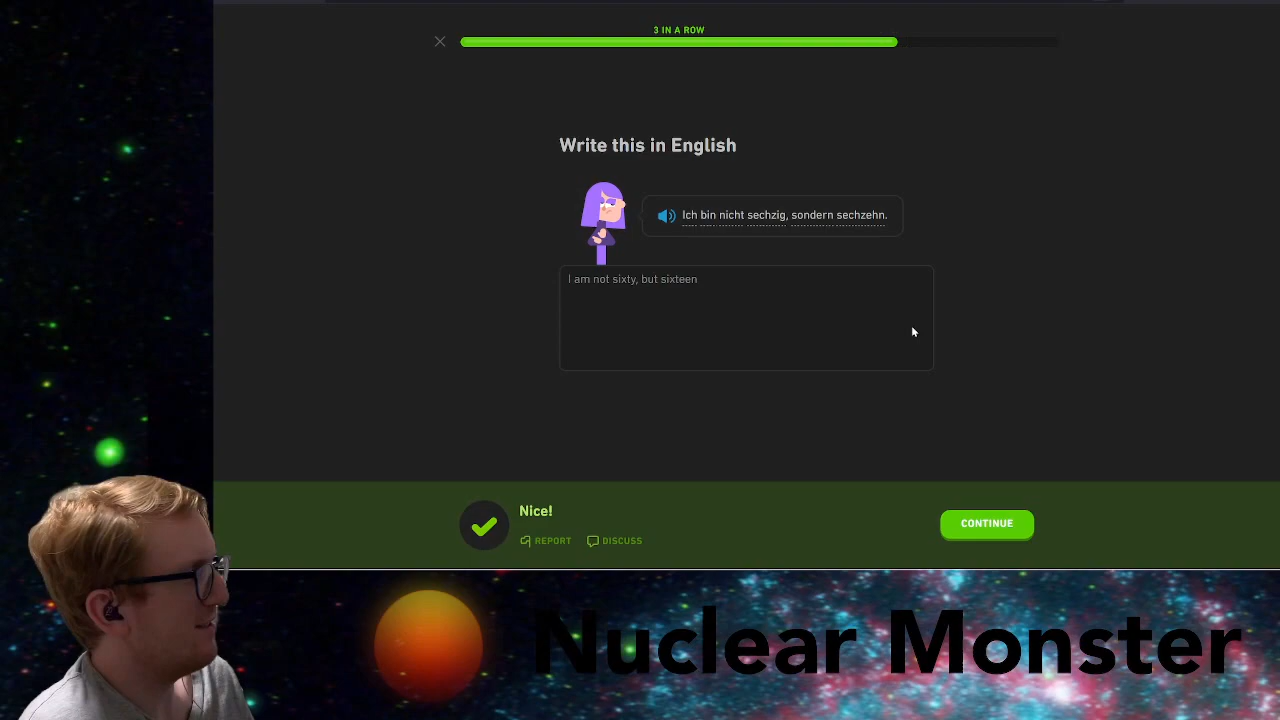 3 IN A ROW
Write this in English
Ich bin nicht sechzig, sondern sechzehn.
I am not sixty, but sixteen
Nice!
REPORT DISCUSS
CONTINUE
Nuclear Monster